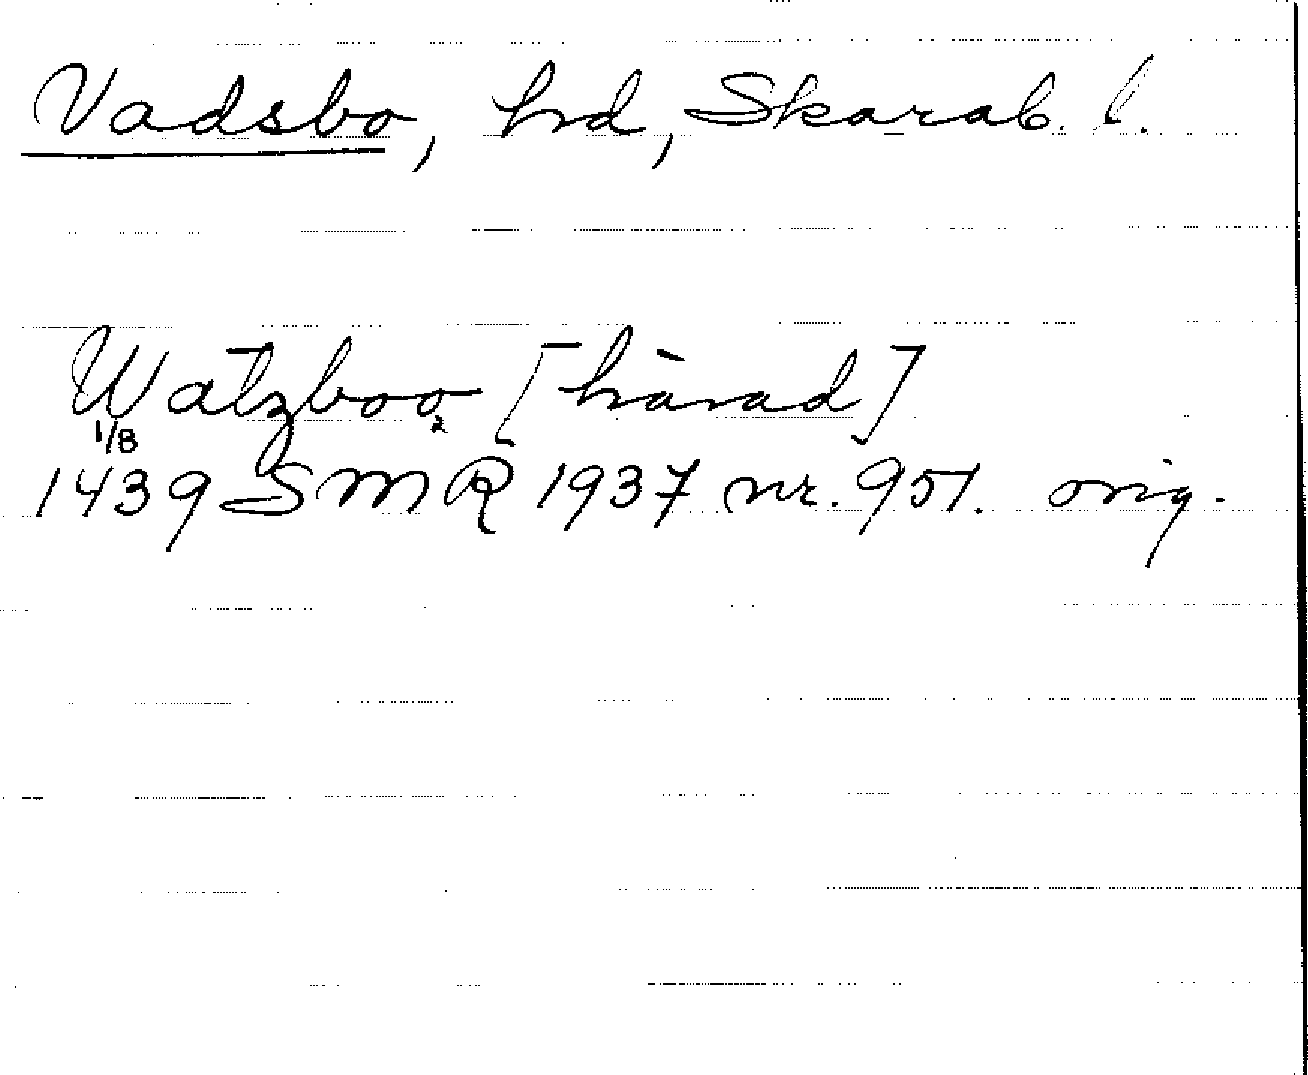 Vadsbo, hd, Skarab. l.
Watzboo [härad]
1/8
1439 SMR 1937 nr. 951. orig.